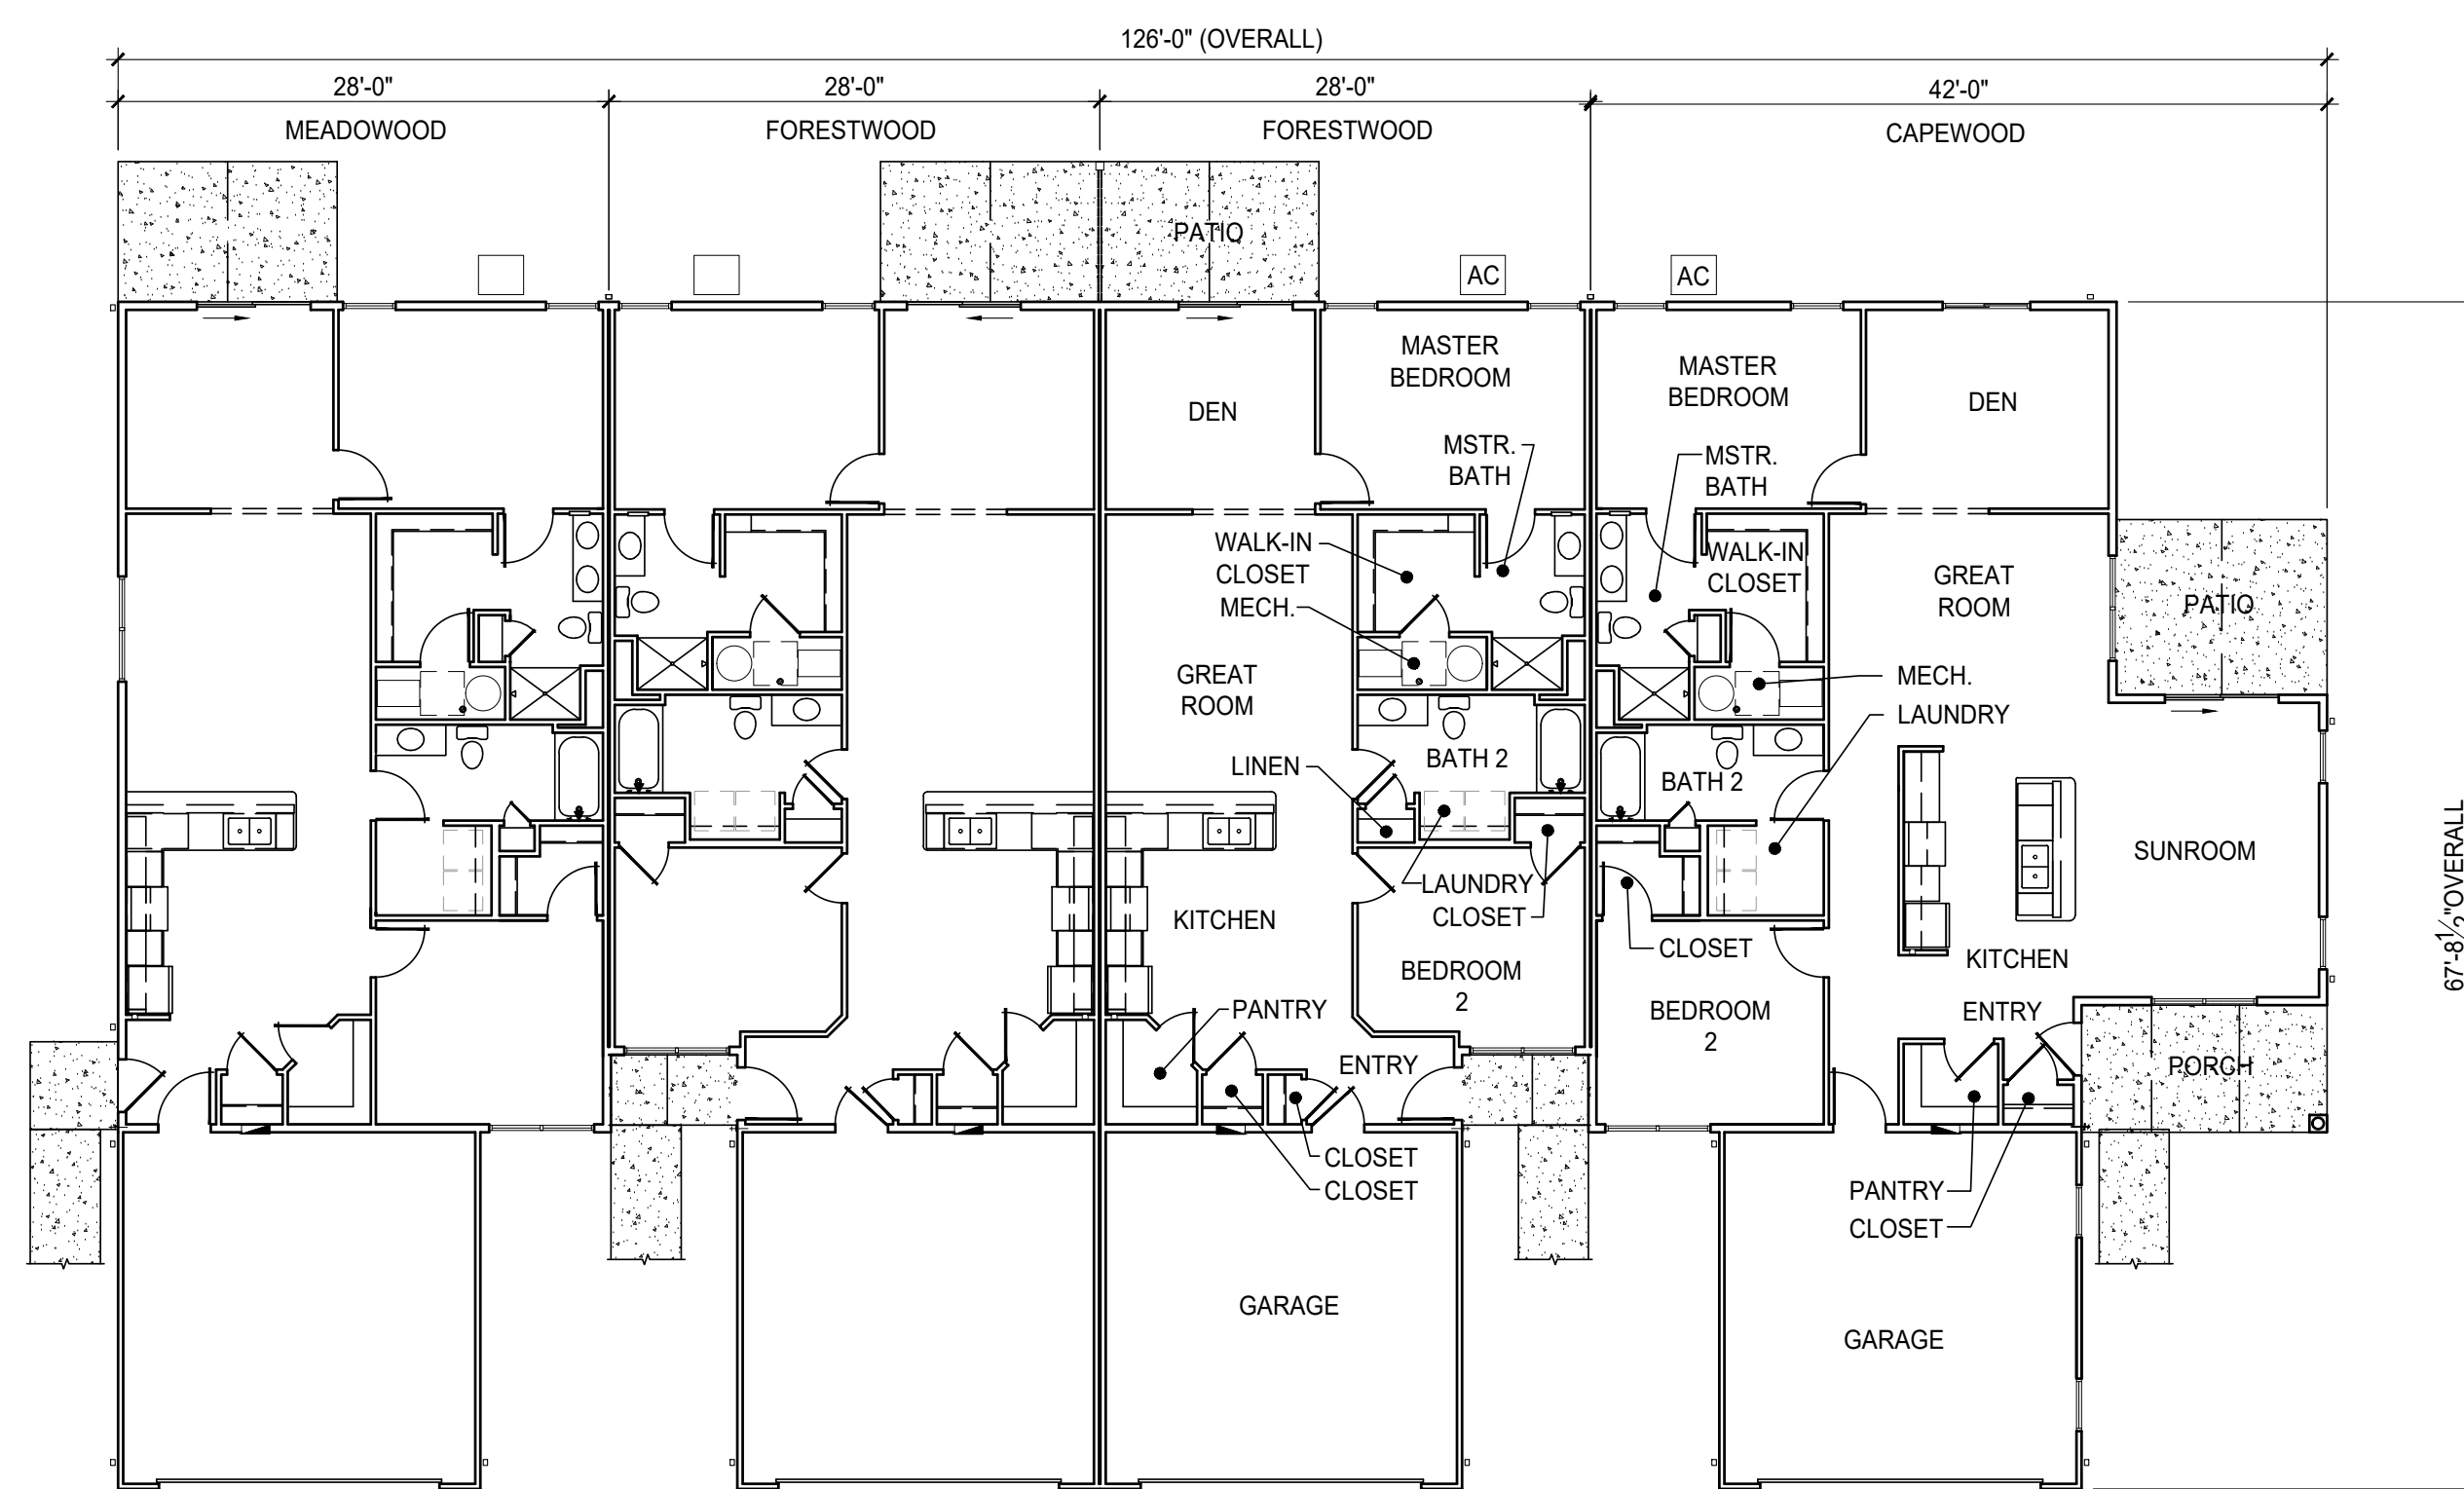 126'-0" (OVERALL)
28'-0"
28'-0"
28'-0"
42'-0"
MEADOWOOD
FORESTWOOD
FORESTWOOD
CAPEWOOD
PATIO
AC
AC
MASTER
BEDROOM
MASTER
BEDROOM
DEN
DEN
MSTR.
BATH
MSTR.
BATH
WALK-IN
CLOSET
MECH.
WALK-IN
CLOSET
GREAT
ROOM
PATIO
GREAT
ROOM
MECH.
LAUNDRY
LINEN
BATH 2
BATH 2
SUNROOM
67'-8 1/2" OVERALL
LAUNDRY
CLOSET
KITCHEN
CLOSET
KITCHEN
BEDROOM
2
PANTRY
BEDROOM
2
ENTRY
ENTRY
PORCH
CLOSET
CLOSET
PANTRY
CLOSET
GARAGE
GARAGE